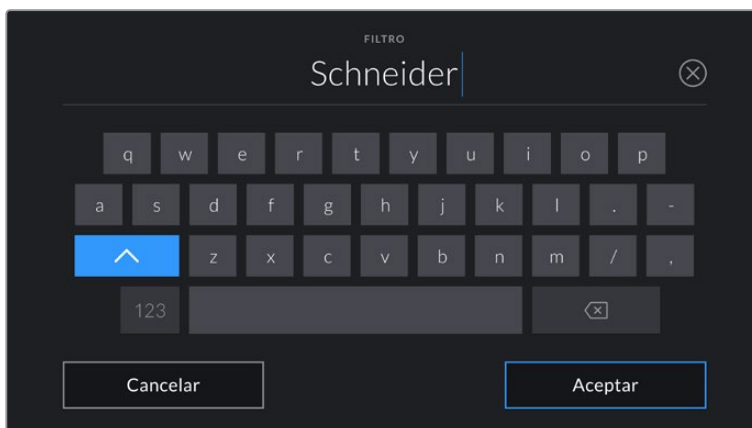 FILTRO
Schneider
q w e r t y u i o p
a s d f g h j k l . -
z x c v b n m / ,
123
Cancelar Aceptar